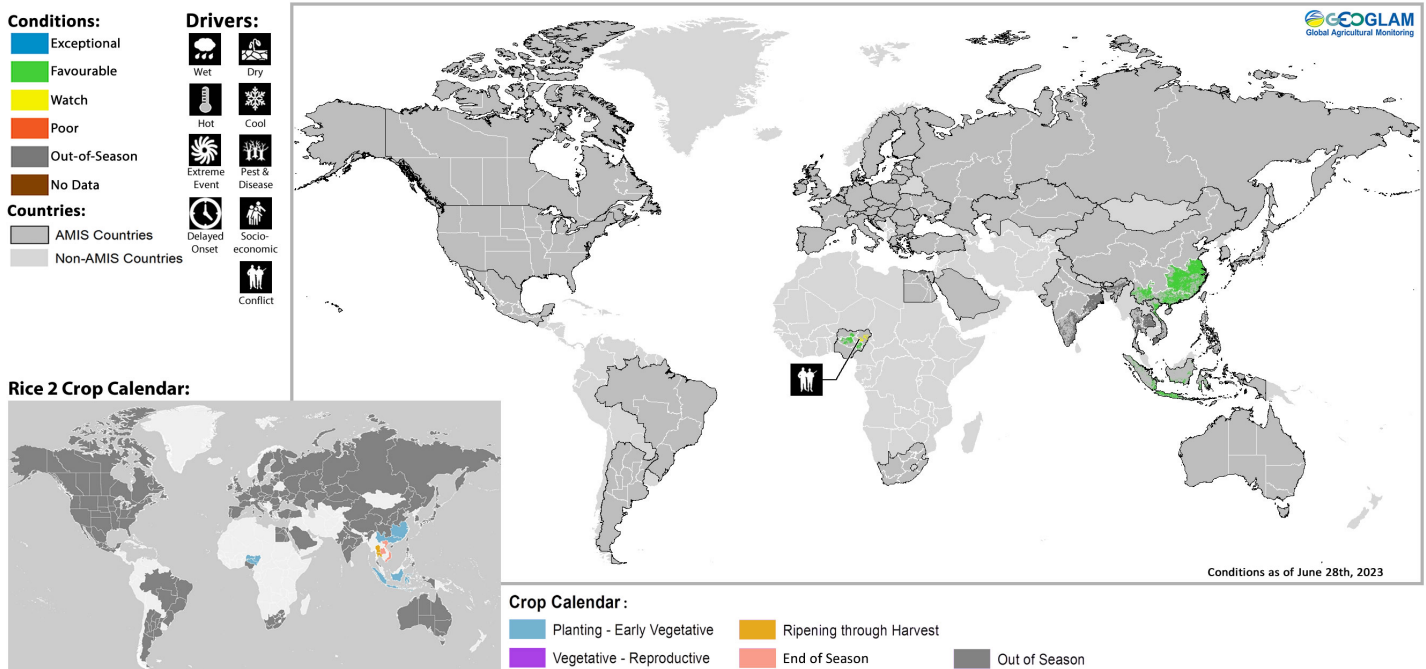 Conditions:
Exceptional
Favourable
Watch
Poor
Out-of-Season
No Data
Countries:
AMIS Countries
Non-AMIS Countries
Drivers:
Wet
Dry
Hot
Cool
Extreme
Event
Pest &
Disease
Delayed
Onset
Socio-
economic
Conflict
GEOGLAM
Global Agricultural Monitoring
Rice 2 Crop Calendar:
Conditions as of June 28th, 2023
Crop Calendar :
Planting - Early Vegetative
Ripening through Harvest
Vegetative - Reproductive
End of Season
Out of Season